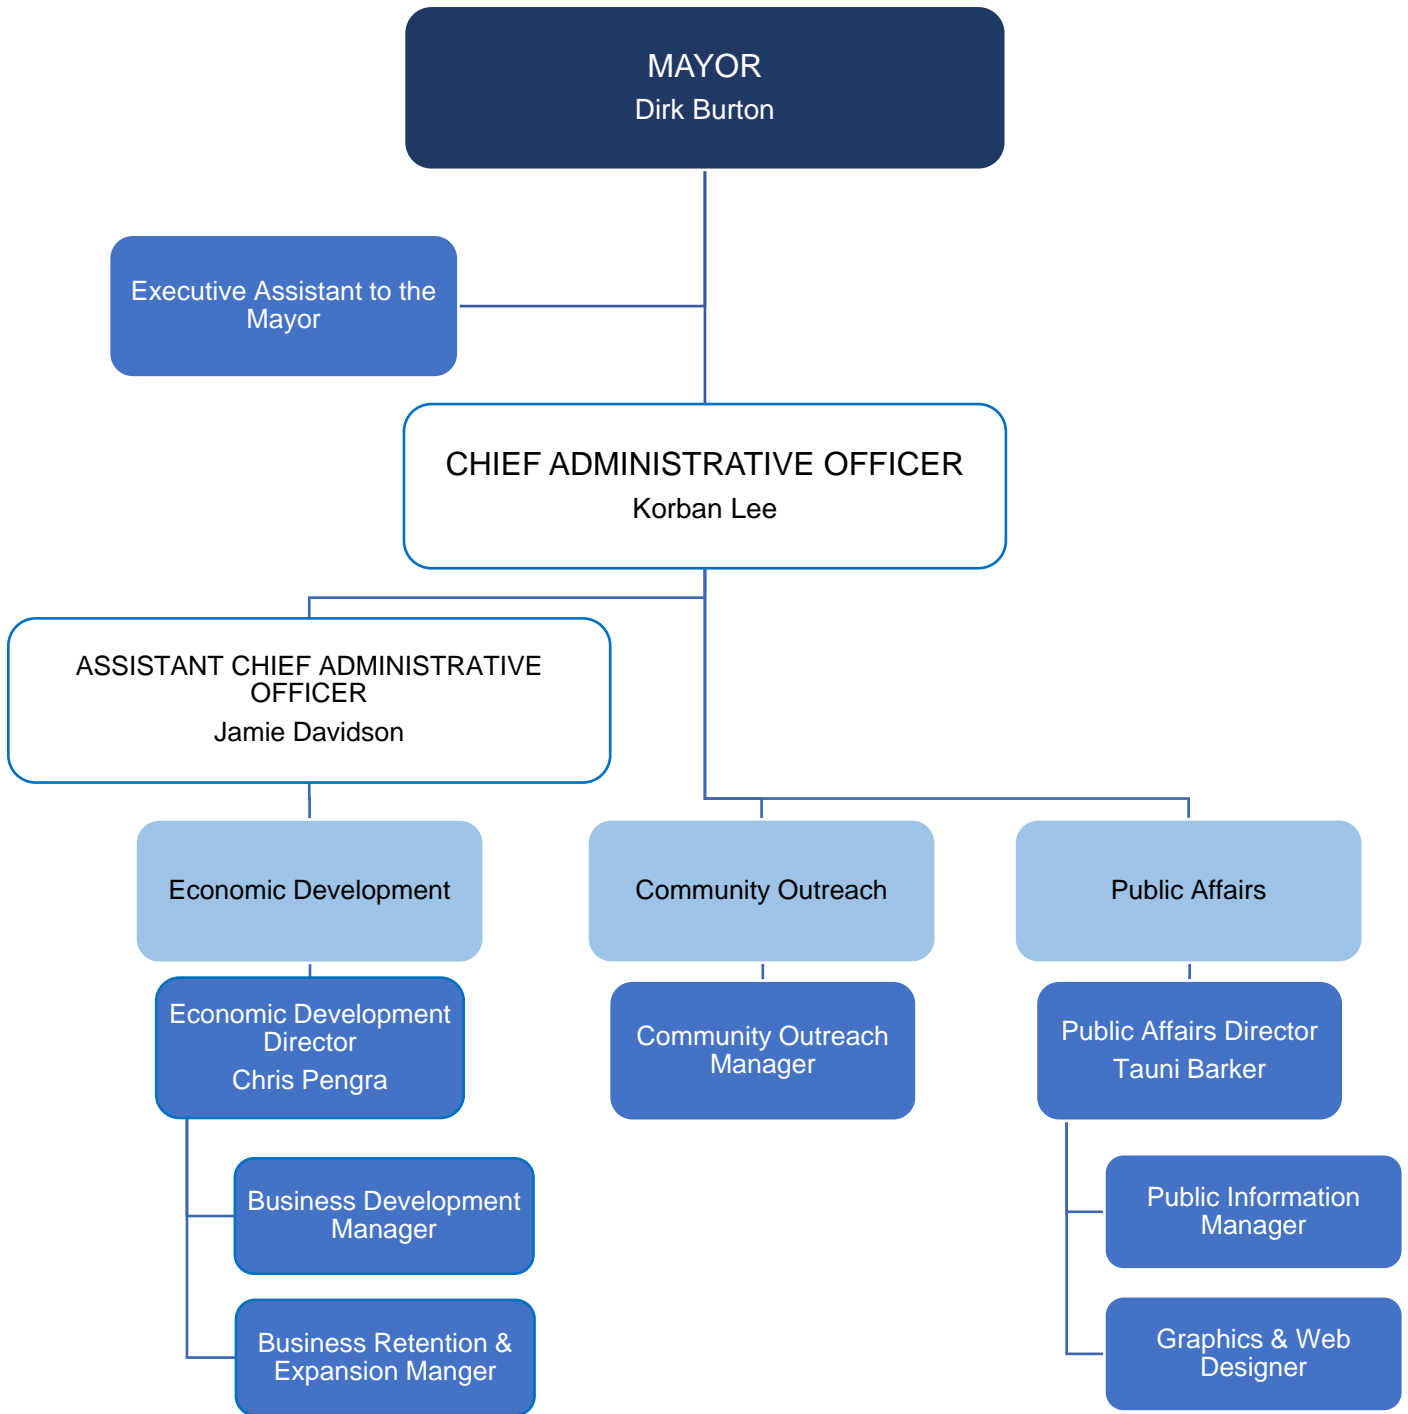 MAYOR
Dirk Burton
Executive Assistant to the
Mayor
CHIEF ADMINISTRATIVE OFFICER
Korban Lee
ASSISTANT CHIEF ADMINISTRATIVE
OFFICER
Jamie Davidson
Economic Development
Community Outreach
Public Affairs
Economic Development
Director
Chris Pengra
Community Outreach
Manager
Public Affairs Director
Tauni Barker
Business Development
Manager
Public Information
Manager
Business Retention &
Expansion Manger
Graphics & Web
Designer